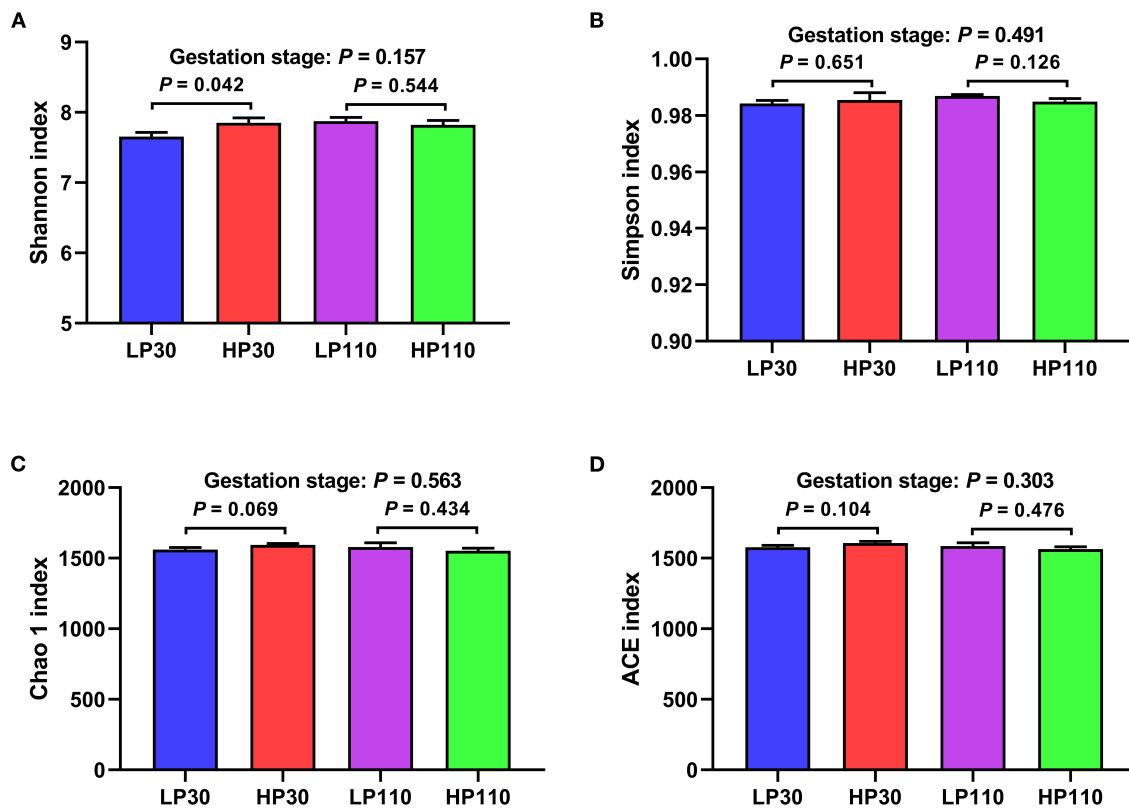 A
Gestation stage: P = 0.157
P = 0.042
P = 0.544
Shannon index
9
8
7
6
5
LP30 HP30 LP110 HP110
B
Gestation stage: P = 0.491
P = 0.651
P = 0.126
Simpson index
1.00
0.98
0.96
0.94
0.92
0.90
LP30 HP30 LP110 HP110
C
Gestation stage: P = 0.563
P = 0.069
P = 0.434
Chao 1 index
2000
1500
1000
500
0
LP30 HP30 LP110 HP110
D
Gestation stage: P = 0.303
P = 0.104
P = 0.476
ACE index
2000
1500
1000
500
0
LP30 HP30 LP110 HP110